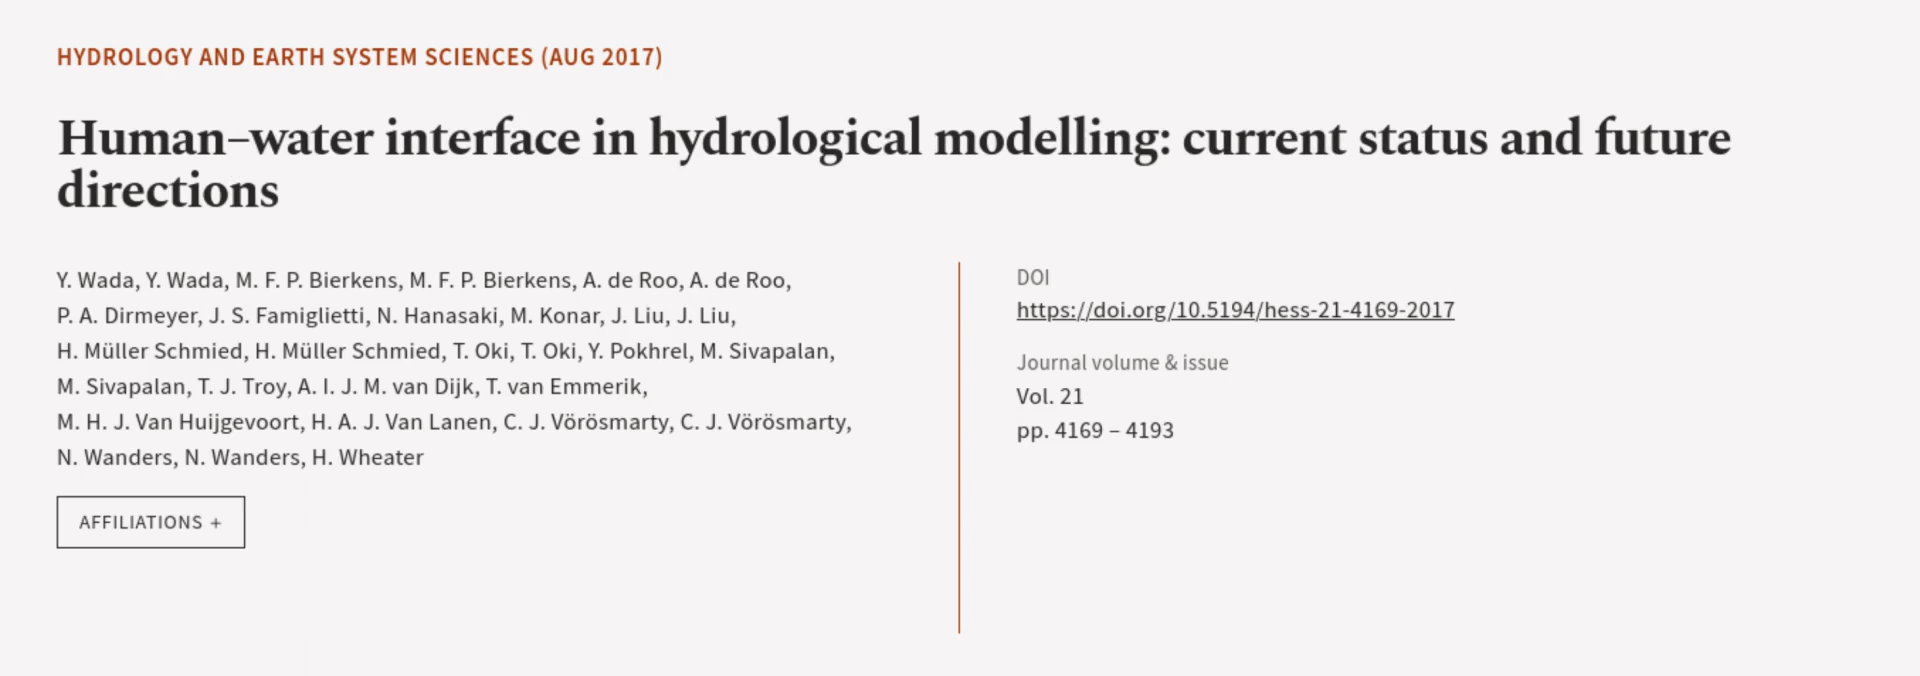 HYDROLOGY AND EARTH SYSTEM SCIENCES (AUG 2017)
Human–water interface in hydrological modelling: current status and future
directions
Y. Wada, Y. Wada, M. F. P. Bierkens, M. F. P. Bierkens, A. de Roo, A. de Roo,
P. A. Dirmeyer, J. S. Famiglietti, N. Hanasaki, M. Konar, J. Liu, J. Liu,
H. Müller Schmied, H. Müller Schmied, T. Oki, T. Oki, Y. Pokhrel, M. Sivapalan,
M. Sivapalan, T. J. Troy, A. I. J. M. van Dijk, T. van Emmerik,
M. H. J. Van Huijgevoort, H. A. J. Van Lanen, C. J. Vörösmarty, C. J. Vörösmarty,
N. Wanders, N. Wanders, H. Wheater
AFFILIATIONS +
DOI
https://doi.org/10.5194/hess-21-4169-2017
Journal volume & issue
Vol. 21
pp. 4169 – 4193